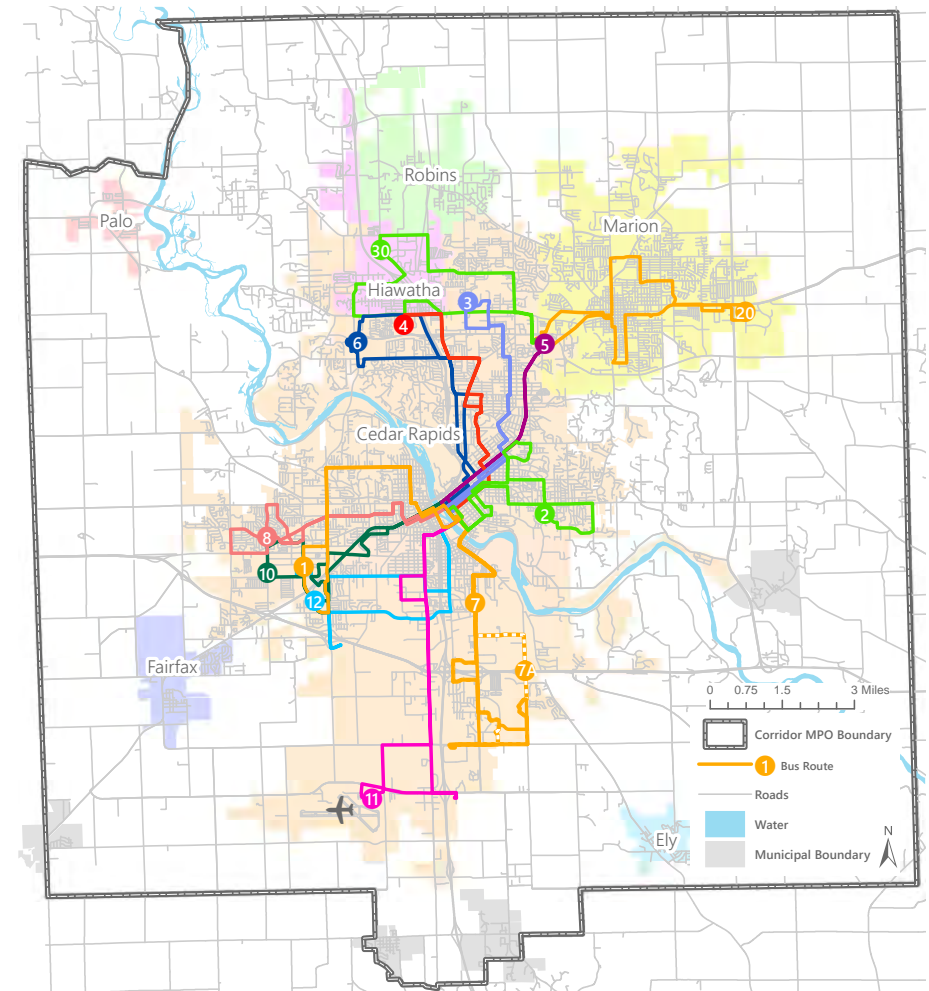 Robins
Palo
Marion
30
Hiawatha
3
20
4
6
5
Cedar Rapids
2
8
10
1
12
7
Fairfax
7A
0 0.75 1.5 3 Miles
Corridor MPO Boundary
1 Bus Route
11
Roads
Water
Ely
N
Municipal Boundary